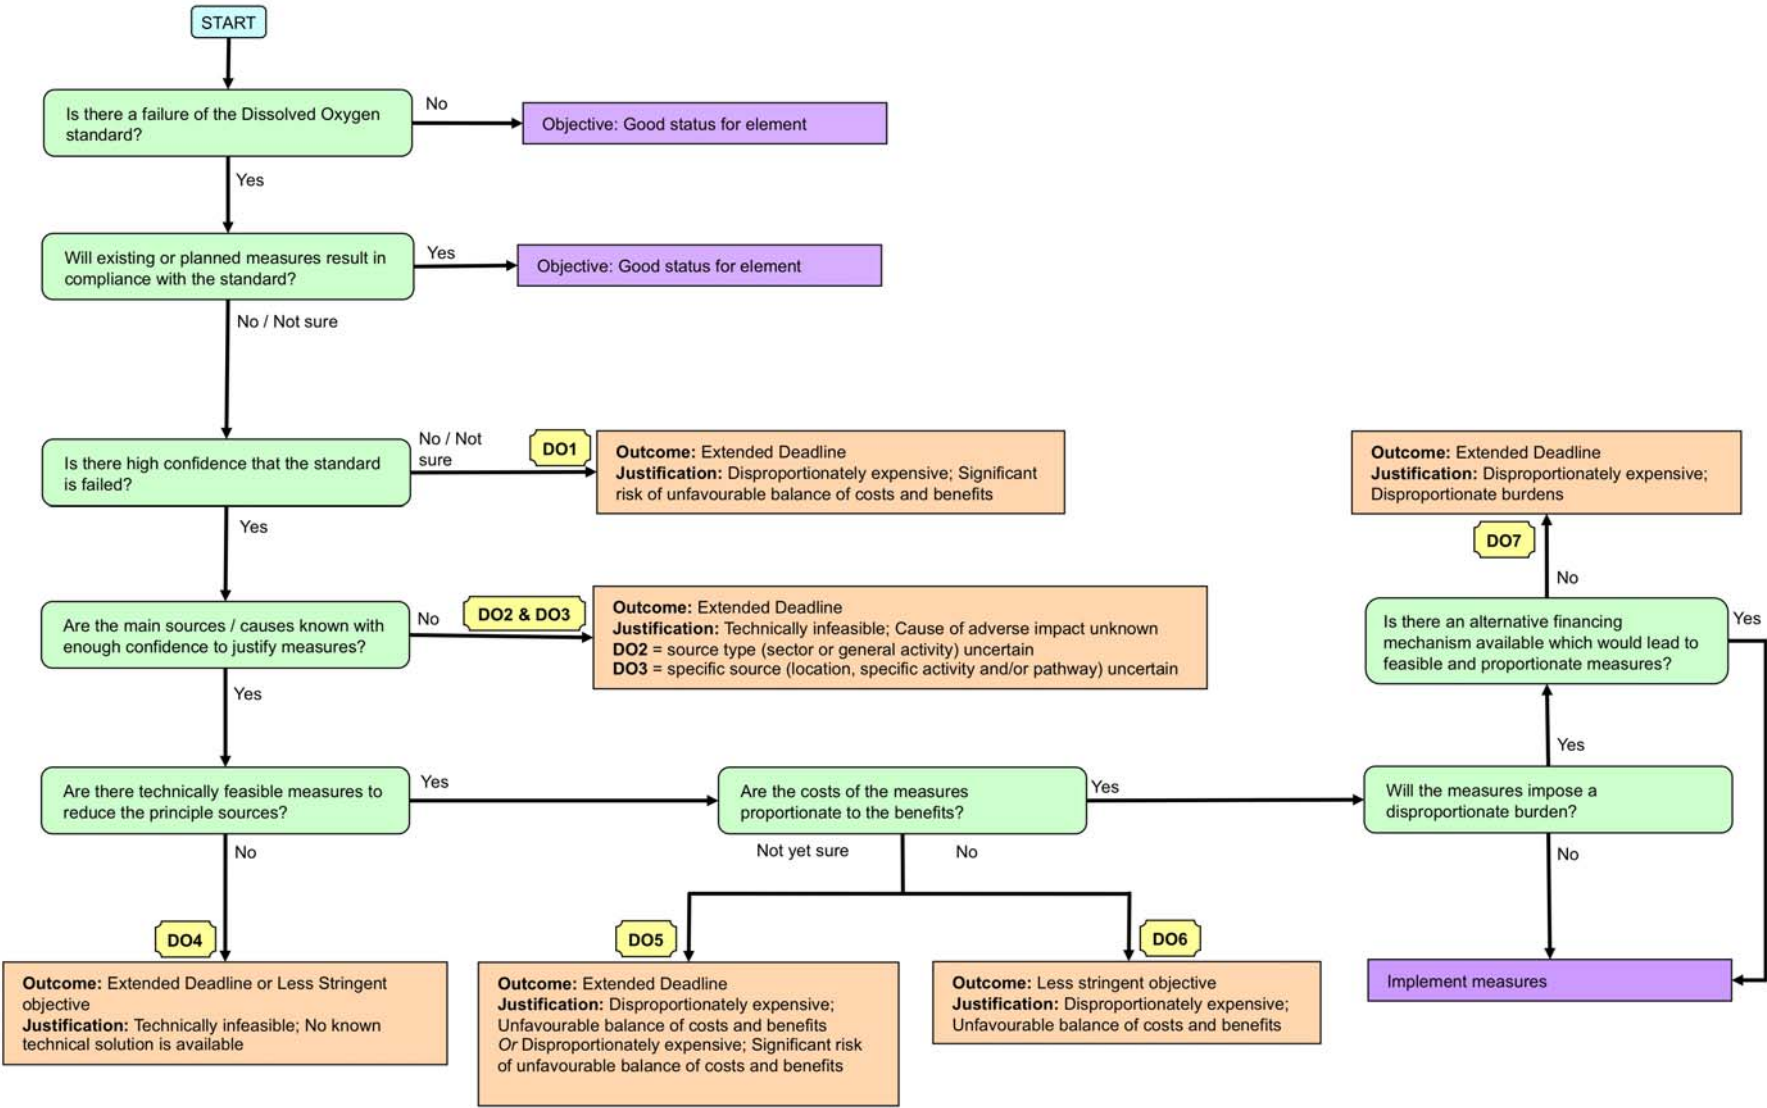 START
Is there a failure of the Dissolved Oxygen
standard?
No
Objective: Good status for element
Yes
Will existing or planned measures result in
compliance with the standard?
Yes
Objective: Good status for element
No / Not sure
Is there high confidence that the standard
is failed?
No / Not
sure
DO1
Outcome: Extended Deadline
Justification: Disproportionately expensive; Significant
risk of unfavourable balance of costs and benefits
Yes
Are the main sources / causes known with
enough confidence to justify measures?
No
DO2 & DO3
Outcome: Extended Deadline
Justification: Technically infeasible; Cause of adverse impact unknown
DO2 = source type (sector or general activity) uncertain
DO3 = specific source (location, specific activity and/or pathway) uncertain
Yes
Are there technically feasible measures to
reduce the principle sources?
Yes
Are the costs of the measures
proportionate to the benefits?
Yes
Will the measures impose a
disproportionate burden?
Yes
Is there an alternative financing
mechanism available which would lead to
feasible and proportionate measures?
Yes
No
DO7
Outcome: Extended Deadline
Justification: Disproportionately expensive;
Disproportionate burdens
No
DO4
Outcome: Extended Deadline or Less Stringent
objective
Justification: Technically infeasible; No known
technical solution is available
Not yet sure
No
DO5
Outcome: Extended Deadline
Justification: Disproportionately expensive;
Unfavourable balance of costs and benefits
Or Disproportionately expensive; Significant risk
of unfavourable balance of costs and benefits
DO6
Outcome: Less stringent objective
Justification: Disproportionately expensive;
Unfavourable balance of costs and benefits
No
Implement measures